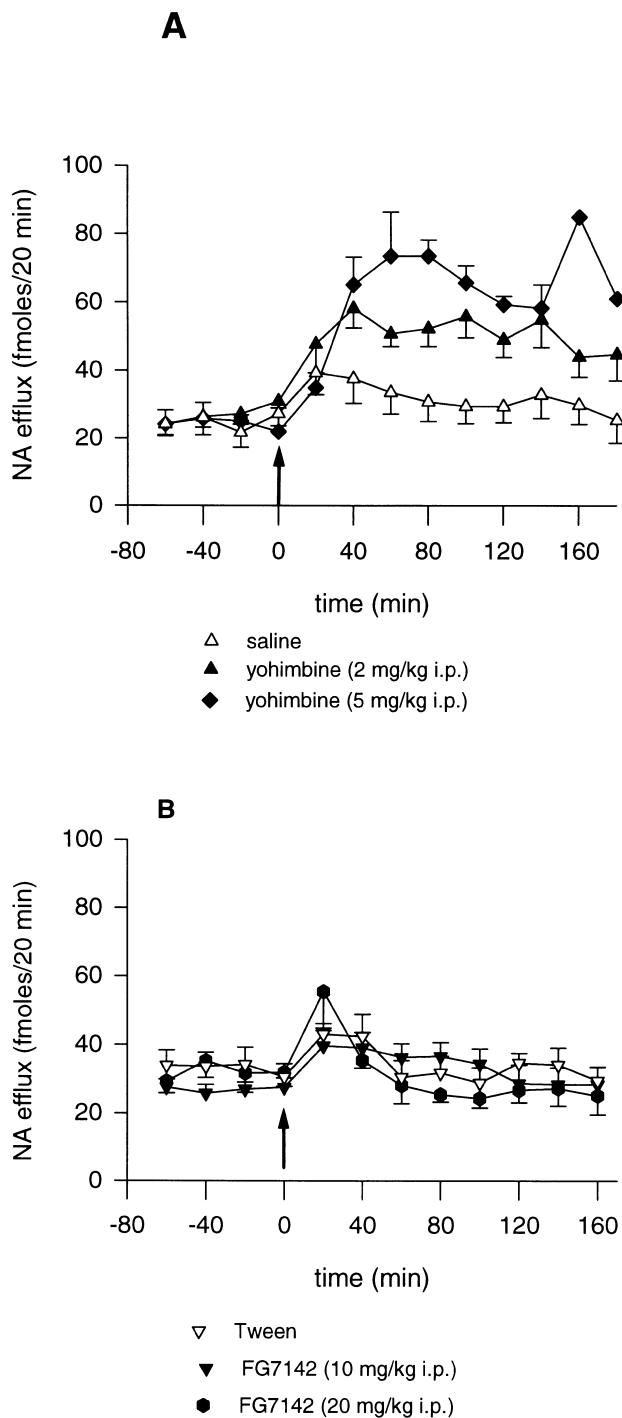 A
100
80
60
40
20
0
NA efflux (fmoles/20 min)
-80 -40 0 40 80 120 160
time (min)
saline
yohimbine (2 mg/kg i.p.)
yohimbine (5 mg/kg i.p.)
B
100
80
60
40
20
0
NA efflux (fmoles/20 min)
-80 -40 0 40 80 120 160
time (min)
Tween
FG7142 (10 mg/kg i.p.)
FG7142 (20 mg/kg i.p.)